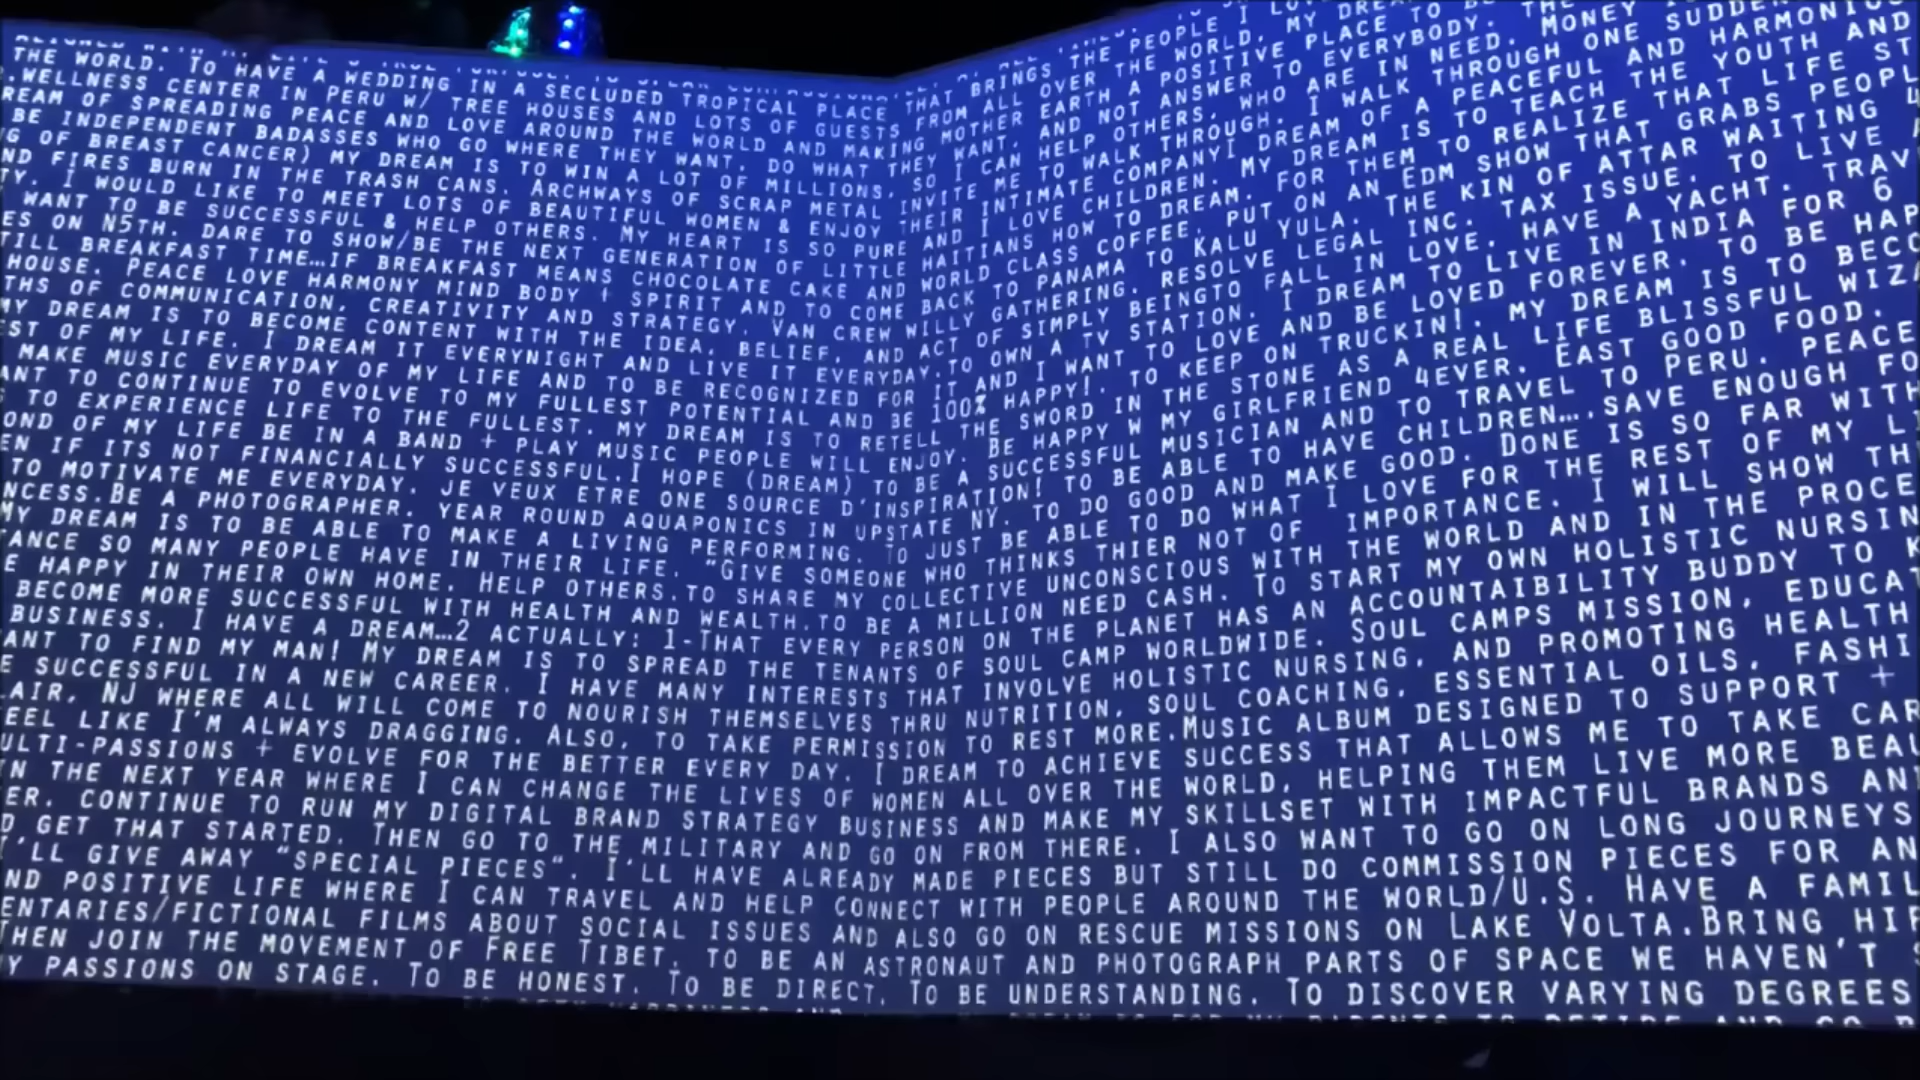 THE WORLD. TO HAVE A WEDDING IN A SECLUDED TROPICAL PLACE THAT BRINGS THE PEOPLE I LOV
.WELLNESS CENTER IN PERU W/ TREE HOUSES AND LOTS OF GUESTS FROM ALL OVER THE WORLD. MY DREA
REAM OF SPREADING PEACE AND LOVE AROUND THE WORLD AND MAKING MOTHER EARTH A POSITIVE PLACE TO BE
BE INDEPENDENT BADASSES WHO GO WHERE THEY WANT, DO WHAT THEY WANT, AND NOT ANSWER TO EVERYBODY. THE
G OF BREAST CANCER) MY DREAM IS TO WIN A LOT OF MILLIONS, SO I CAN HELP OTHERS, WHO ARE IN NEED. MONEY
ND FIRES BURN IN THE TRASH CANS. ARCHWAYS OF SCRAP METAL INVITE ME TO WALK THROUGH. I WALK THROUGH ONE SUDDEN
TY. I WOULD LIKE TO MEET LOTS OF BEAUTIFUL WOMEN & ENJOY THEIR INTIMATE COMPANYI DREAM OF A PEACEFUL AND HARMONIOUS
WANT TO BE SUCCESSFUL & HELP OTHERS. MY HEART IS SO PURE AND I LOVE CHILDREN. MY DREAM IS TO TEACH THE YOUTH AND
ES ON N5TH. DARE TO SHOW/BE THE NEXT GENERATION OF LITTLE HAITIANS HOW TO DREAM. FOR THEM TO REALIZE THAT LIFE ST
TILL BREAKFAST TIME…IF BREAKFAST MEANS CHOCOLATE CAKE AND WORLD CLASS COFFEE. PUT ON AN EDM SHOW THAT GRABS PEOPL
HOUSE. PEACE LOVE HARMONY MIND BODY + SPIRIT AND TO COME BACK TO PANAMA TO KALU YULA. THE KIN OF ATTAR WAITING 4
THS OF COMMUNICATION, CREATIVITY AND STRATEGY. VAN CREW WILLY GATHERING. RESOLVE LEGAL INC. TAX ISSUE. TO LIVE
MY DREAM IS TO BECOME CONTENT WITH THE IDEA, BELIEF, AND ACT OF SIMPLY BEINGTO FALL IN LOVE, HAVE A YACHT. TRAV
ST OF MY LIFE. I DREAM IT EVERYNIGHT AND LIVE IT EVERYDAY.TO OWN A TV STATION. I DREAM TO LIVE IN INDIA FOR 6
MAKE MUSIC EVERYDAY OF MY LIFE AND TO BE RECOGNIZED FOR IT AND I WANT TO LOVE AND BE LOVED FOREVER. TO BE HAP
ANT TO CONTINUE TO EVOLVE TO MY FULLEST POTENTIAL AND BE 100% HAPPY!. TO KEEP ON TRUCKIN!. MY DREAM IS TO BECO
TO EXPERIENCE LIFE TO THE FULLEST. MY DREAM IS TO RETELL THE SWORD IN THE STONE AS A REAL LIFE BLISSFUL WIZA
OND OF MY LIFE BE IN A BAND + PLAY MUSIC PEOPLE WILL ENJOY. BE HAPPY W MY GIRLFRIEND 4EVER. EAST GOOD FOOD.
EN IF ITS NOT FINANCIALLY SUCCESSFUL.I HOPE (DREAM) TO BE A SUCCESSFUL MUSICIAN AND TO TRAVEL TO PERU. PEACE
TO MOTIVATE ME EVERYDAY. JE VEUX ETRE ONE SOURCE D'INSPIRATION! TO BE ABLE TO HAVE CHILDREN....SAVE ENOUGH FO
NCESS.BE A PHOTOGRAPHER. YEAR ROUND AQUAPONICS IN UPSTATE NY. TO DO GOOD AND MAKE GOOD. DONE IS SO FAR WITH
MY DREAM IS TO BE ABLE TO MAKE A LIVING PERFORMING. TO JUST BE ABLE TO DO WHAT I LOVE FOR THE REST OF MY LI
ANCE SO MANY PEOPLE HAVE IN THEIR LIFE. "GIVE SOMEONE WHO THINKS THIER NOT OF IMPORTANCE. I WILL SHOW TH
E HAPPY IN THEIR OWN HOME. HELP OTHERS.TO SHARE MY COLLECTIVE UNCONSCIOUS WITH THE WORLD AND IN THE PROCE
BECOME MORE SUCCESSFUL WITH HEALTH AND WEALTH.TO BE A MILLION NEED CASH. TO START MY OWN HOLISTIC NURSIN
BUSINESS. I HAVE A DREAM…2 ACTUALLY: 1-THAT EVERY PERSON ON THE PLANET HAS AN ACCOUNTAIBILITY BUDDY TO K
ANT TO FIND MY MAN! MY DREAM IS TO SPREAD THE TENANTS OF SOUL CAMP WORLDWIDE. SOUL CAMPS MISSION, EDUCAT
E SUCCESSFUL IN A NEW CAREER. I HAVE MANY INTERESTS THAT INVOLVE HOLISTIC NURSING, AND PROMOTING HEALTH
LAIR, NJ WHERE ALL WILL COME TO NOURISH THEMSELVES THRU NUTRITION, SOUL COACHING, ESSENTIAL OILS, FASHI
EEL LIKE I'M ALWAYS DRAGGING. ALSO, TO TAKE PERMISSION TO REST MORE.MUSIC ALBUM DESIGNED TO SUPPORT +
ULTI-PASSIONS + EVOLVE FOR THE BETTER EVERY DAY. I DREAM TO ACHIEVE SUCCESS THAT ALLOWS ME TO TAKE CAR
IN THE NEXT YEAR WHERE I CAN CHANGE THE LIVES OF WOMEN ALL OVER THE WORLD, HELPING THEM LIVE MORE BEAU
ER. CONTINUE TO RUN MY DIGITAL BRAND STRATEGY BUSINESS AND MAKE MY SKILLSET WITH IMPACTFUL BRANDS AN
D GET THAT STARTED. THEN GO TO THE MILITARY AND GO ON FROM THERE. I ALSO WANT TO GO ON LONG JOURNEYS
I'LL GIVE AWAY "SPECIAL PIECES". I'LL HAVE ALREADY MADE PIECES BUT STILL DO COMMISSION PIECES FOR AN
ND POSITIVE LIFE WHERE I CAN TRAVEL AND HELP CONNECT WITH PEOPLE AROUND THE WORLD/U.S. HAVE A FAMIL
ENTARIES/FICTIONAL FILMS ABOUT SOCIAL ISSUES AND ALSO GO ON RESCUE MISSIONS ON LAKE VOLTA.BRING HIP
THEN JOIN THE MOVEMENT OF FREE TIBET. TO BE AN ASTRONAUT AND PHOTOGRAPH PARTS OF SPACE WE HAVEN'T
Y PASSIONS ON STAGE. TO BE HONEST. TO BE DIRECT. TO BE UNDERSTANDING. TO DISCOVER VARYING DEGREES